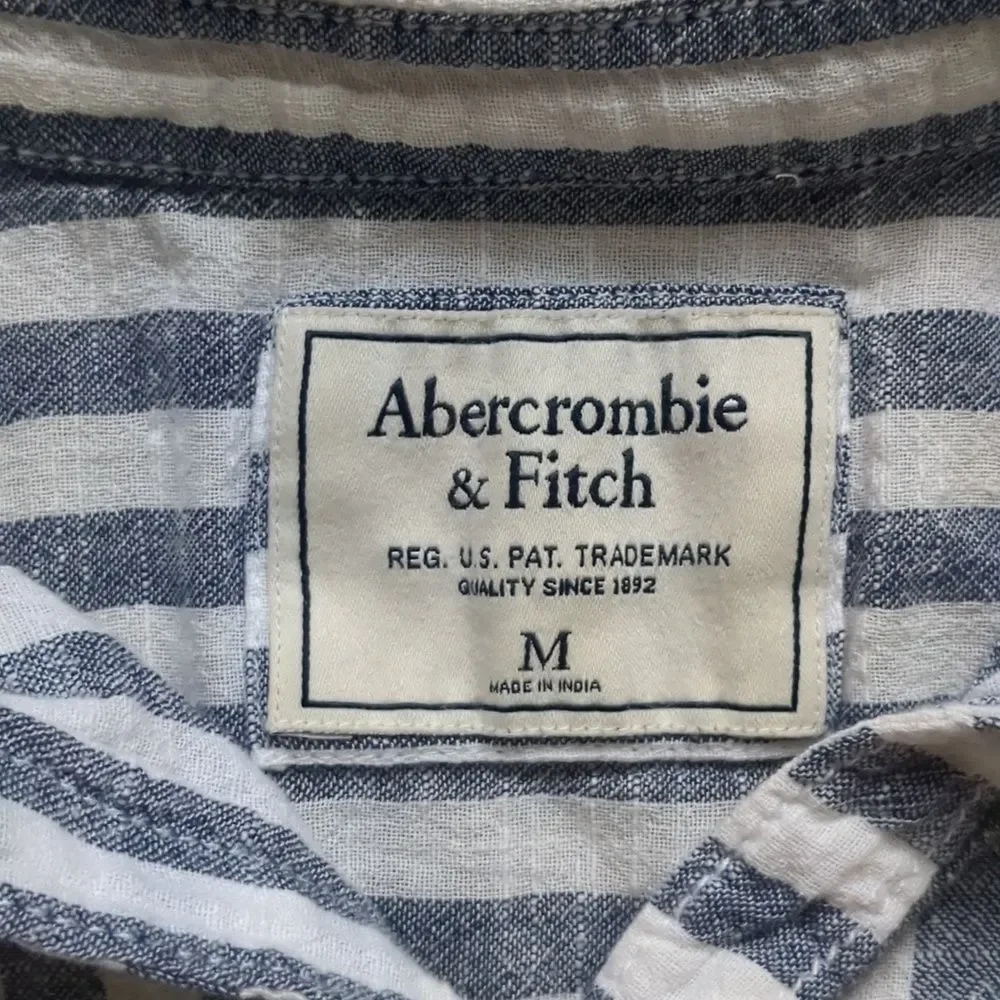 Abercrombie
& Fitch
REG. U.S. PAT. TRADEMARK
QUALITY SINCE 1892
M
MADE IN INDIA